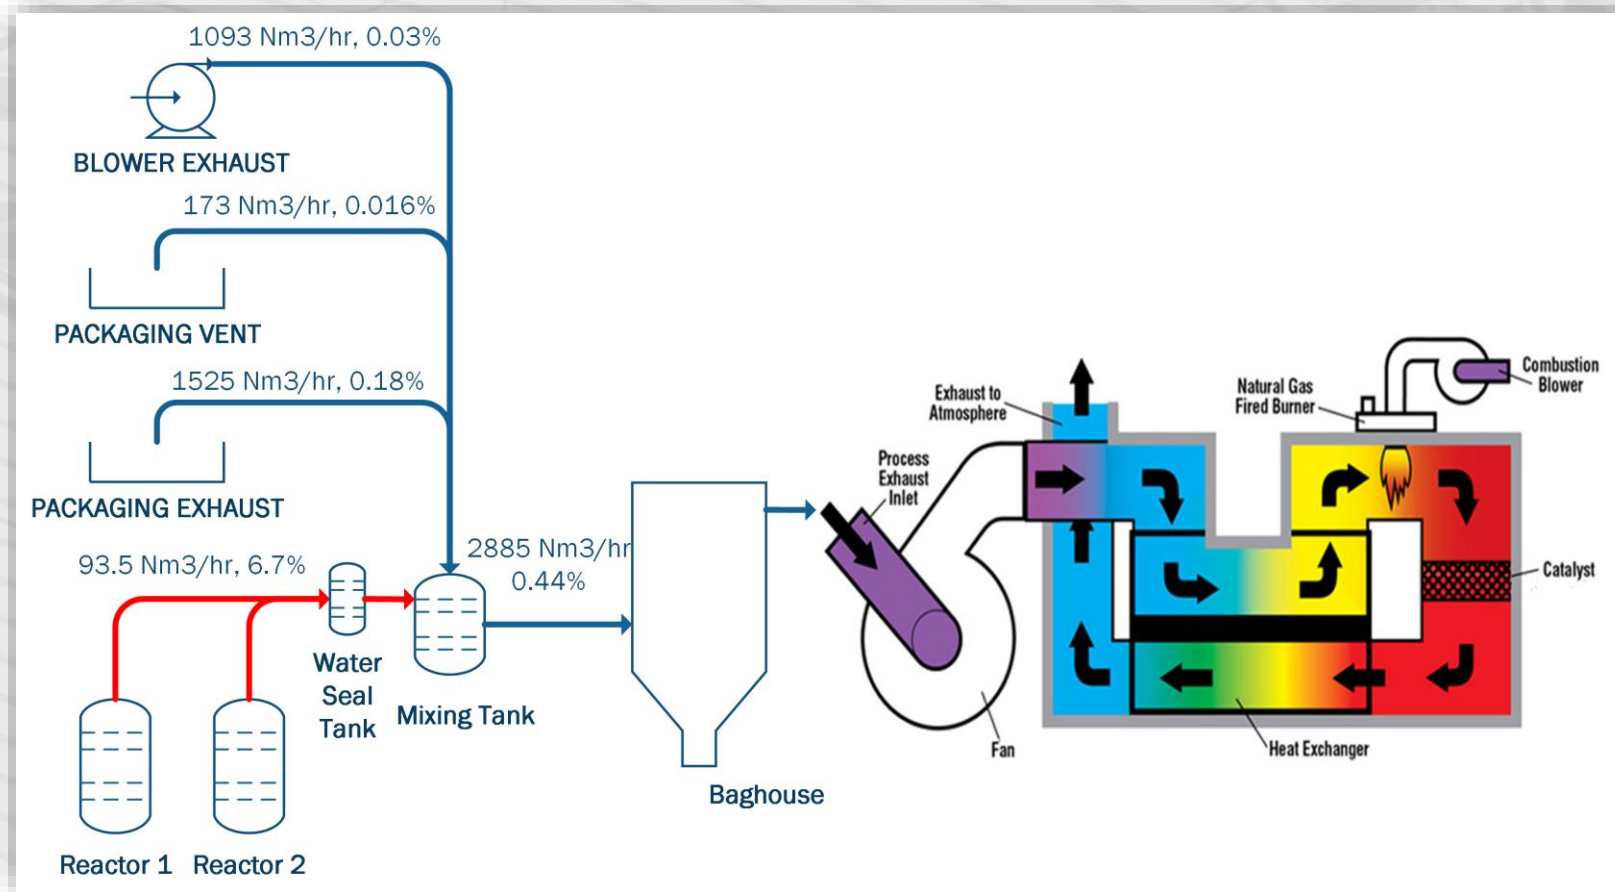 1093 Nm3/hr, 0.03%
BLOWER EXHAUST
173 Nm3/hr, 0.016%
PACKAGING VENT
1525 Nm3/hr, 0.18%
PACKAGING EXHAUST
93.5 Nm3/hr, 6.7%
Water
Seal
Tank
Mixing Tank
2885 Nm3/hr
0.44%
Reactor 1
Reactor 2
Baghouse
Process
Exhaust
Inlet
Fan
Exhaust to
Atmosphere
Natural Gas
Fired Burner
Combustion
Blower
Catalyst
Heat Exchanger